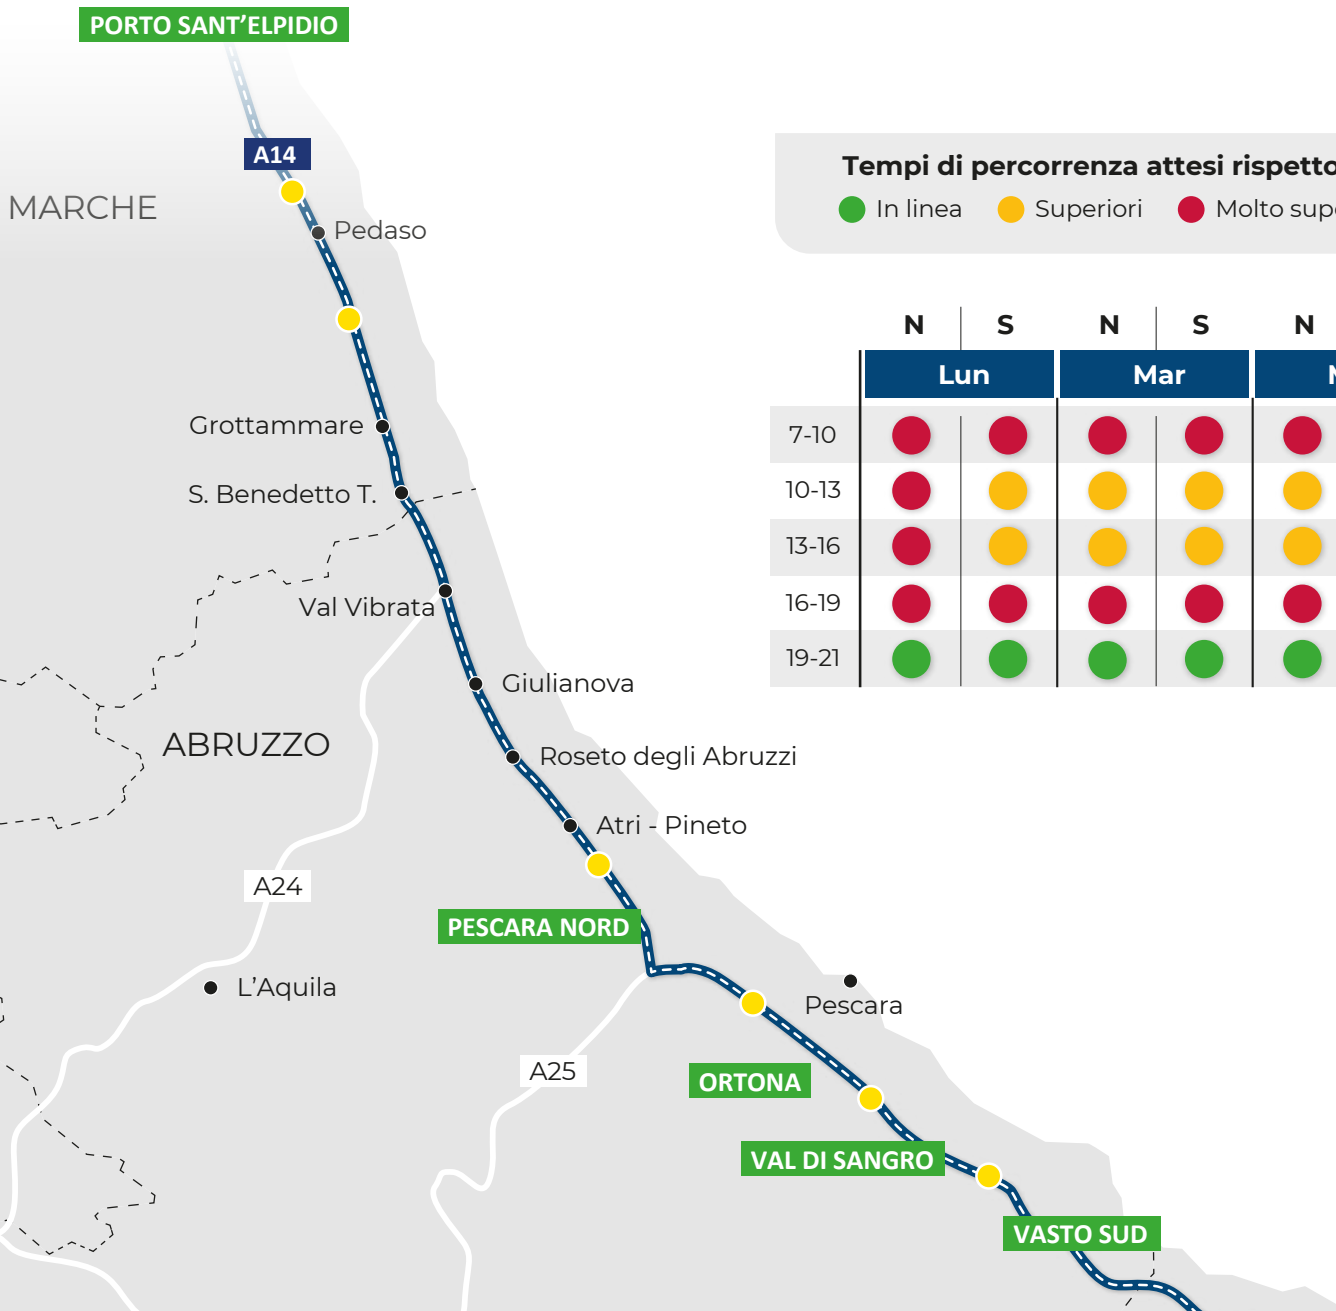 PORTO SANT'ELPIDIO
A14
MARCHE
Pedaso
Tempi di percorrenza attesi rispetto
In linea Superiori Molto
N S N S N
Lun Mar
7-10
10-13
13-16
16-19
19-21
Grottammare
S. Benedetto T.
Val Vibrata
Giulianova
ABRUZZO
Roseto degli Abruzzi
Atri - Pineto
A24
PESCARA NORD
L'Aquila
Pescara
A25
ORTONA
VAL DI SANGRO
VASTO SUD